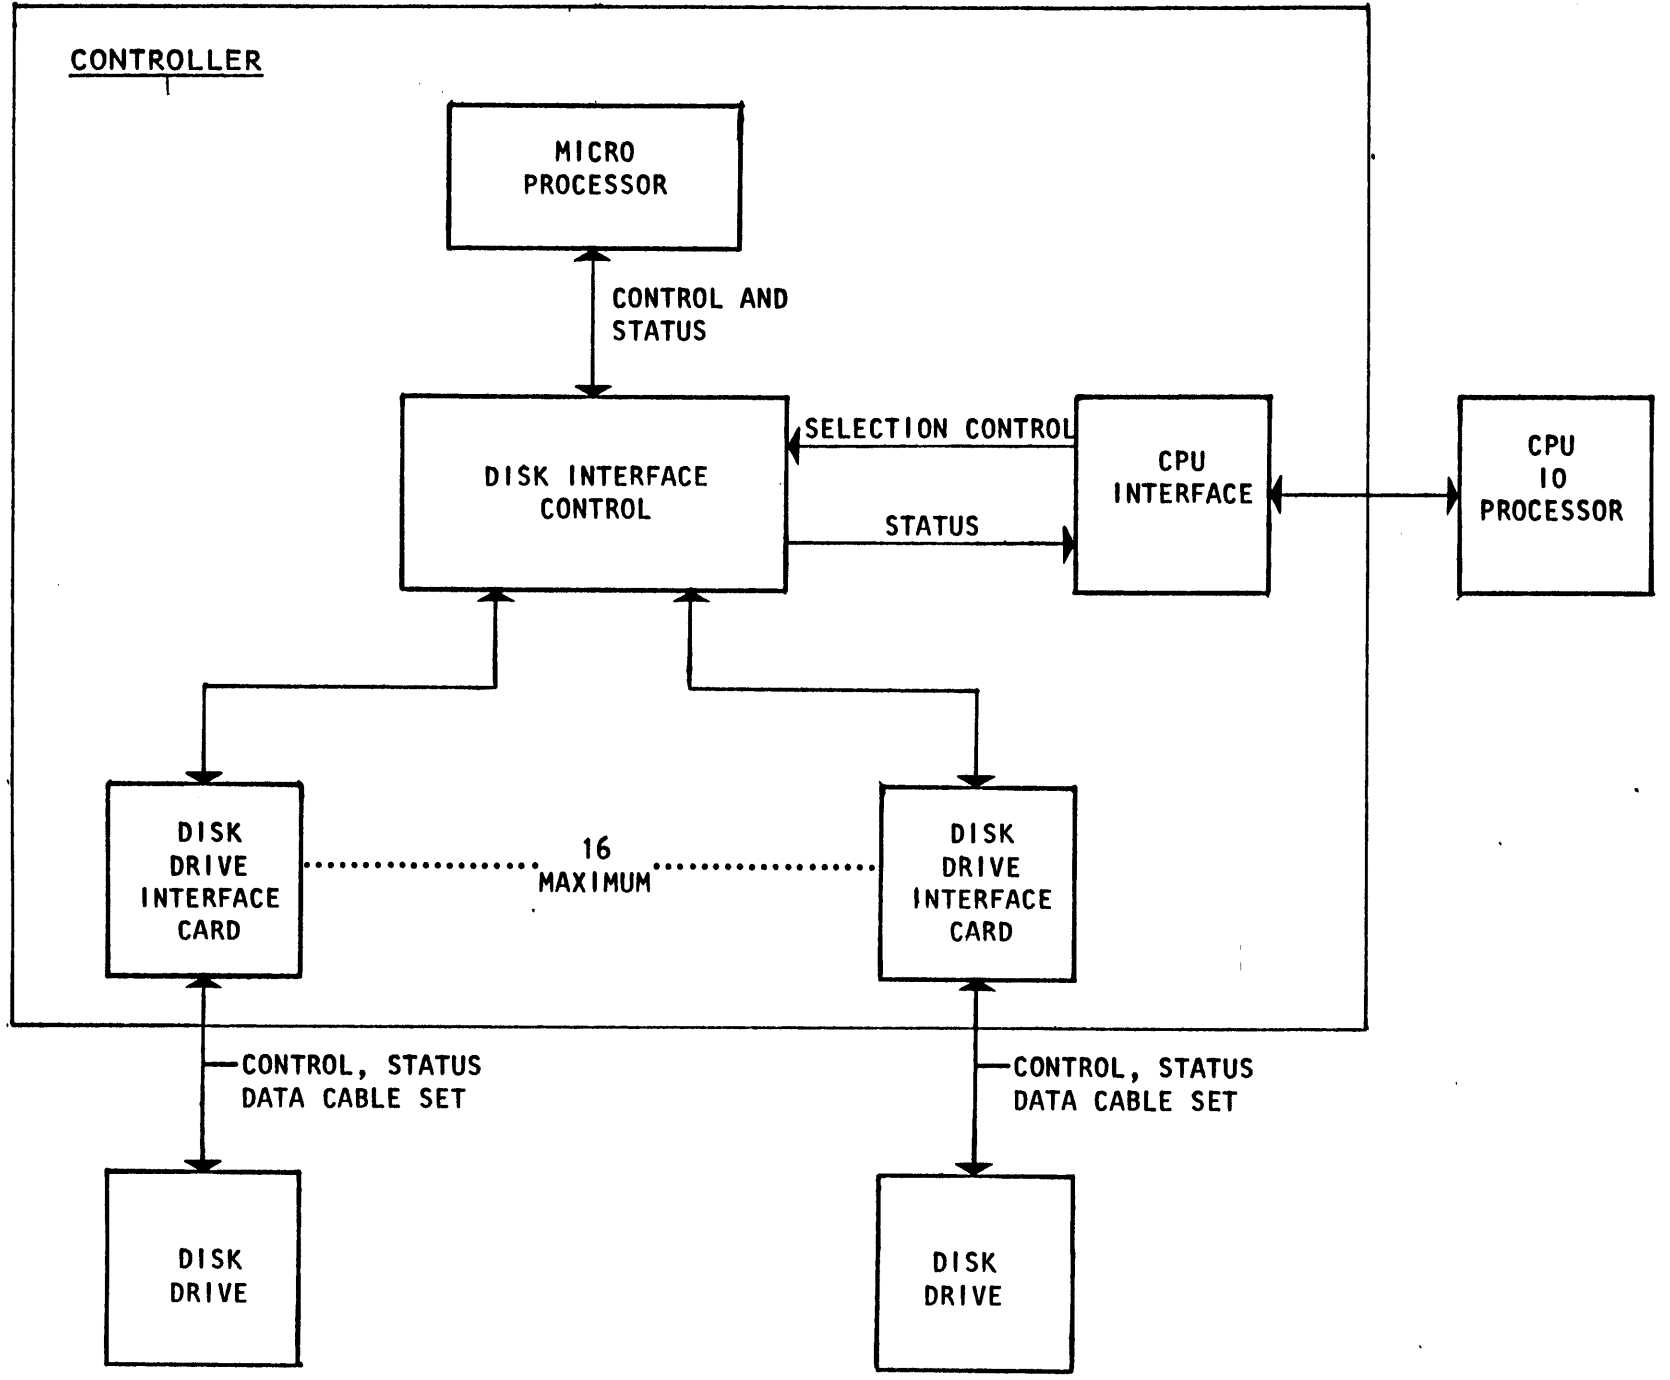 CONTROLLER
MICRO
PROCESSOR
CONTROL AND
STATUS
DISK INTERFACE
CONTROL
SELECTION CONTROL
STATUS
CPU
INTERFACE
CPU
IO
PROCESSOR
DISK
DRIVE
INTERFACE
CARD
16
MAXIMUM
DISK
DRIVE
INTERFACE
CARD
CONTROL, STATUS
DATA CABLE SET
CONTROL, STATUS
DATA CABLE SET
DISK
DRIVE
DISK
DRIVE